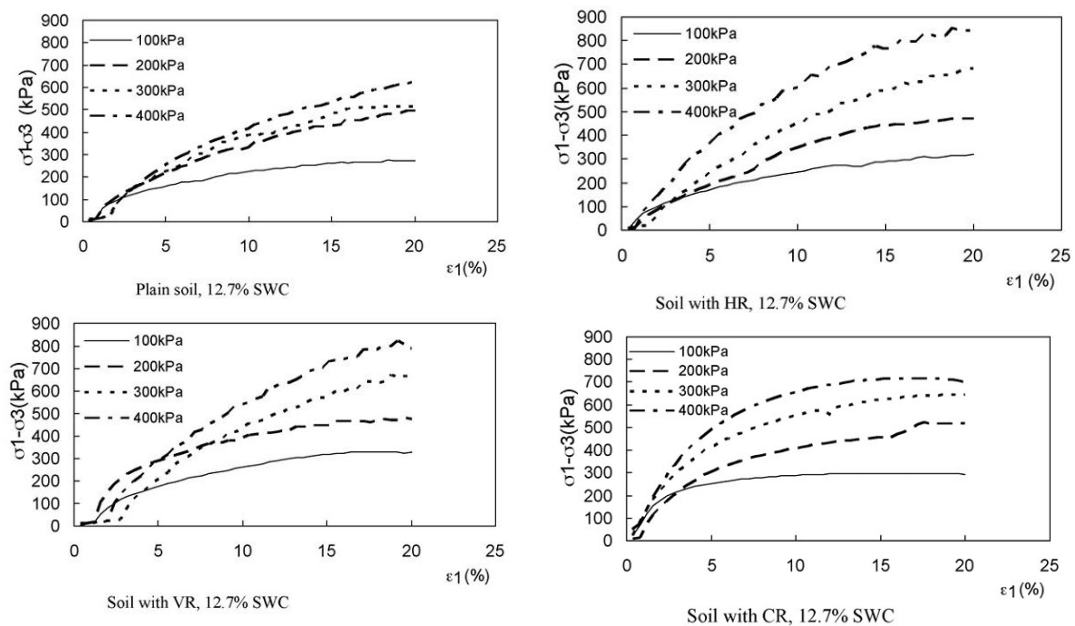 900
800
700
600
500
400
300
200
100
0
σ1-σ3 (kPa)
100kPa
200kPa
300kPa
400kPa
0 5 10 15 20 25
ε1(%)
Plain soil, 12.7% SWC
900
800
700
600
500
400
300
200
100
0
σ1-σ3(kPa)
100kPa
200kPa
300kPa
400kPa
0 5 10 15 20 25
ε1 (%)
Soil with HR, 12.7% SWC
900
800
700
600
500
400
300
200
100
0
σ1-σ3(kPa)
100kPa
200kPa
300kPa
400kPa
0 5 10 15 20 25
ε1(%)
Soil with VR, 12.7% SWC
900
800
700
600
500
400
300
200
100
0
σ1-σ3(kPa)
100kPa
200kPa
300kPa
400kPa
0 5 10 15 20 25
ε1(%)
Soil with CR, 12.7% SWC